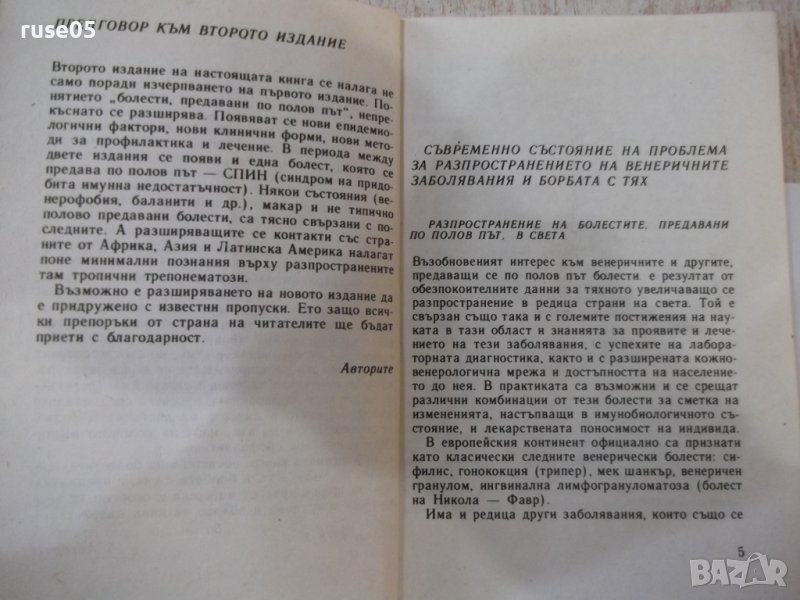 ruse05
ПРЕДГОВОР КЪМ ВТОРОТО ИЗДАНИЕ
Второто издание на настоящата книга се налага не
само поради изчерпването на първото издание. По-
нятието „болести, предавани по полов път“, непре-
къснато се разширява. Появяват се нови епидемио-
логични фактори, нови клинични форми, нови мето-
ди за профилактика и лечение. В периода между
двете издания се появи и една болест, която се
предава по полов път — СПИН (синдром на придо-
бита имунна недостатъчност). Някои състояния (ве-
нерофобия, баланити и др.), макар и не типично
полово предавани болести, са тясно свързани с по-
следните. А разширяващите се контакти със стра-
ните от Африка, Азия и Латинска Америка налагат
поне минимални познания върху разпространените
там тропични трепонематози.
Възможно е разширяването на новото издание да
е придружено с известни пропуски. Ето защо всич-
ки препоръки от страна на читателите ще бъдат
приети с благодарност.
Авторите
СЪВРЕМЕННО СЪСТОЯНИЕ НА ПРОБЛЕМА
ЗА РАЗПРОСТРАНЕНИЕТО НА ВЕНЕРИЧНИТЕ
ЗАБОЛЯВАНИЯ И БОРБАТА С ТЯХ
РАЗПРОСТРАНЕНИЕ НА БОЛЕСТИТЕ, ПРЕДАВАНИ
ПО ПОЛОВ ПЪТ, В СВЕТА
Възобновеният интерес към венеричните и другите,
предаващи се по полов път болести е резултат от
обезпокоителните данни за тяхното увеличаващо се
разпространение в редица страни на света. Той е
свързан също така и с големите постижения на нау-
ката в тази област и знанията за проявите и лече-
нието на тези заболявания, с успехите на лабора-
торната диагностика, както и с разширената кожно-
венерологична мрежа и достъпността на население-
то до нея. В практиката са възможни и се срещат
различни комбинации от тези болести за сметка на
измененията, настъпващи в имунобиологичното съ-
стояние, и лекарствената поносимост на индивида.
В европейския континент официално са признати
като класически следните венерически болести: си-
филис, гонококция (трипер), мек шанкър, венеричен
гранулом, ингвинална лимфогрануломатоза (болест
на Никола — Фавр).
Има и редица други заболявания, които също се
5
BAZAR
bazar.bg